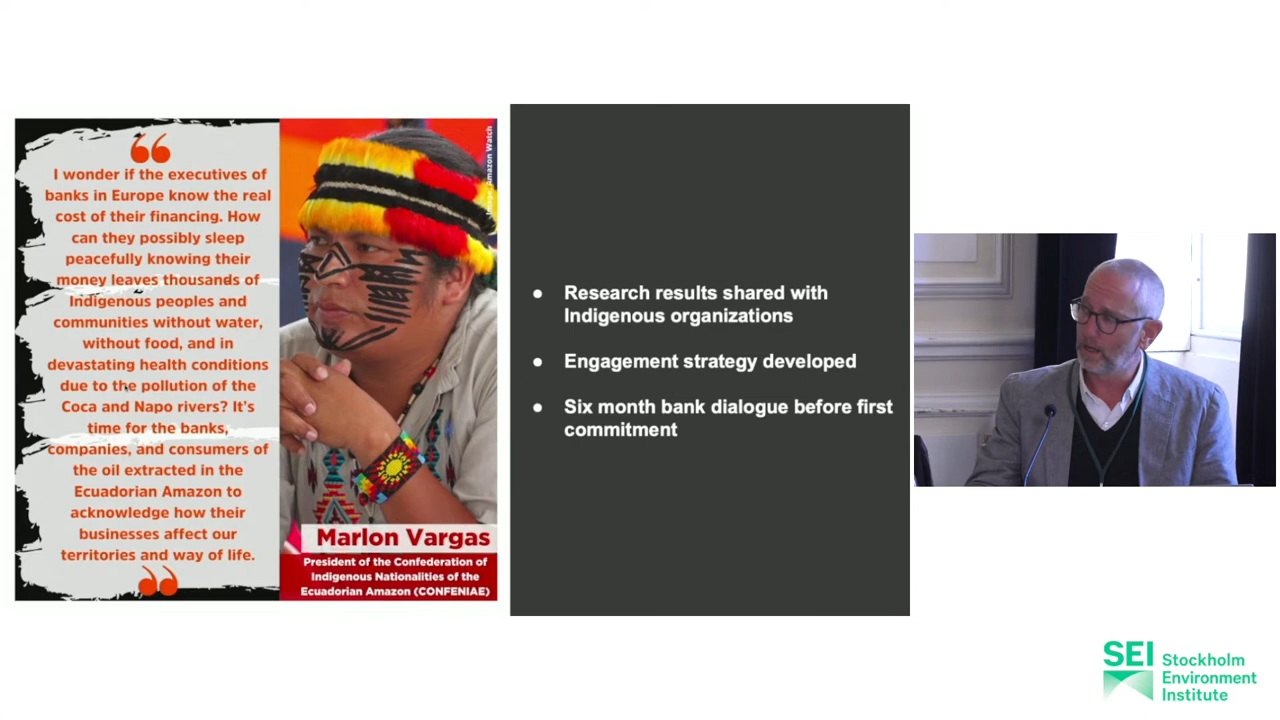 I wonder if the executives of
banks in Europe know the real
cost of their financing. How
can they possibly sleep
peacefully knowing their
money leaves thousands of
Indigenous peoples and
communities without water,
without food, and in
devastating health conditions
due to the pollution of the
Coca and Napo rivers? It's
time for the banks,
companies, and consumers of
the oil extracted in the
Ecuadorian Amazon to
acknowledge how their
businesses affect our
territories and way of life.
Amazon Watch
Marlon Vargas
President of the Confederation of
Indigenous Nationalities of the
Ecuadorian Amazon (CONFENIAE)
● Research results shared with
Indigenous organizations
● Engagement strategy developed
● Six month bank dialogue before first
commitment
SEI Stockholm
Environment
Institute